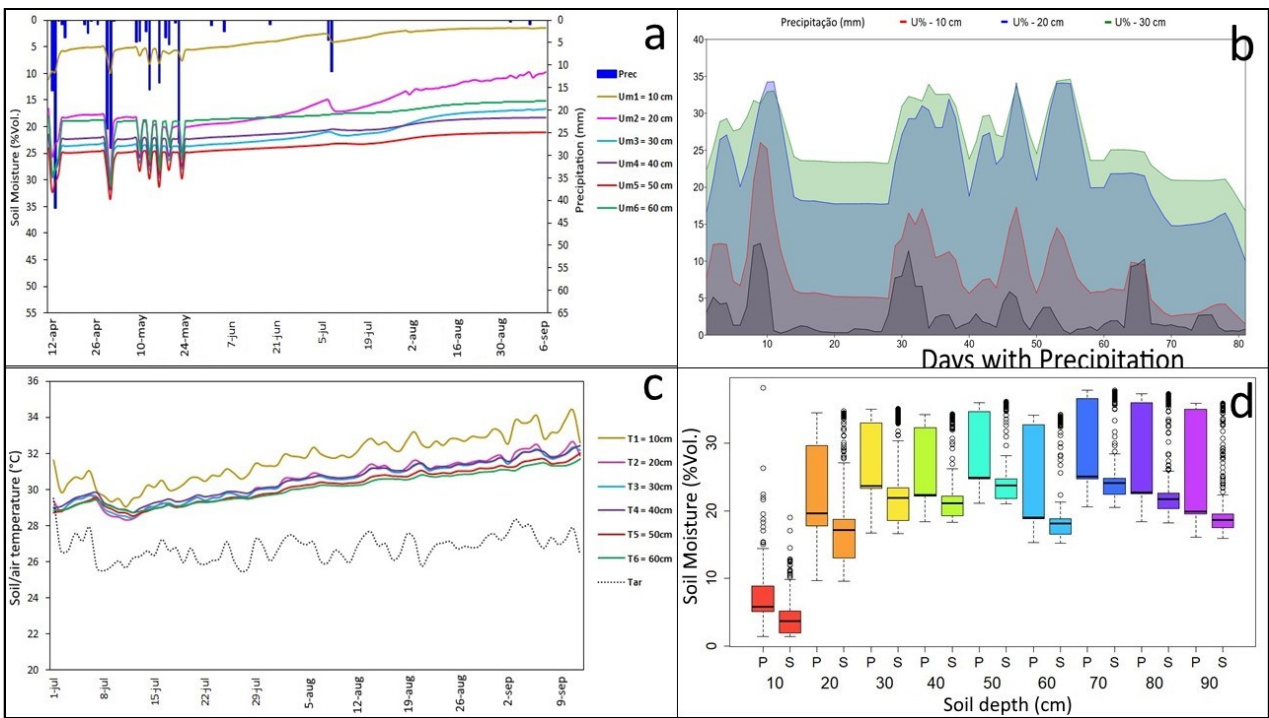 a
Soil Moisture (%Vol.)
0
5
10
15
20
25
30
35
40
45
50
55
0
5
10
15
20
25
30
35
40
45
50
55
60
65
Precipitation (mm)
12-apr
26-apr
10-may
24-may
7-jun
21-jun
5-jul
19-jul
2-aug
16-aug
30-aug
6-sep
Prec
Um1 = 10 cm
Um2 = 20 cm
Um3 = 30 cm
Um4 = 40 cm
Um5 = 50 cm
Um6 = 60 cm
b
Precipitação (mm) U% - 10 cm U% - 20 cm U% - 30 cm
40
35
30
25
20
15
10
5
0
10 20 30 40 50 60 70 80
Days with Precipitation
c
Soil/air temperature (°C)
36
34
32
30
28
26
24
22
20
1-jul
8-jul
15-jul
22-jul
29-jul
5-aug
12-aug
19-aug
26-aug
2-sep
9-sep
T1 = 10cm
T2 = 20cm
T3 = 30cm
T4 = 40cm
T5 = 50cm
T6 = 60cm
Tar
d
Soil Moisture (%Vol.)
30
20
10
0
P S P S P S P S P S P S P S P S P S
10 20 30 40 50 60 70 80 90
Soil depth (cm)